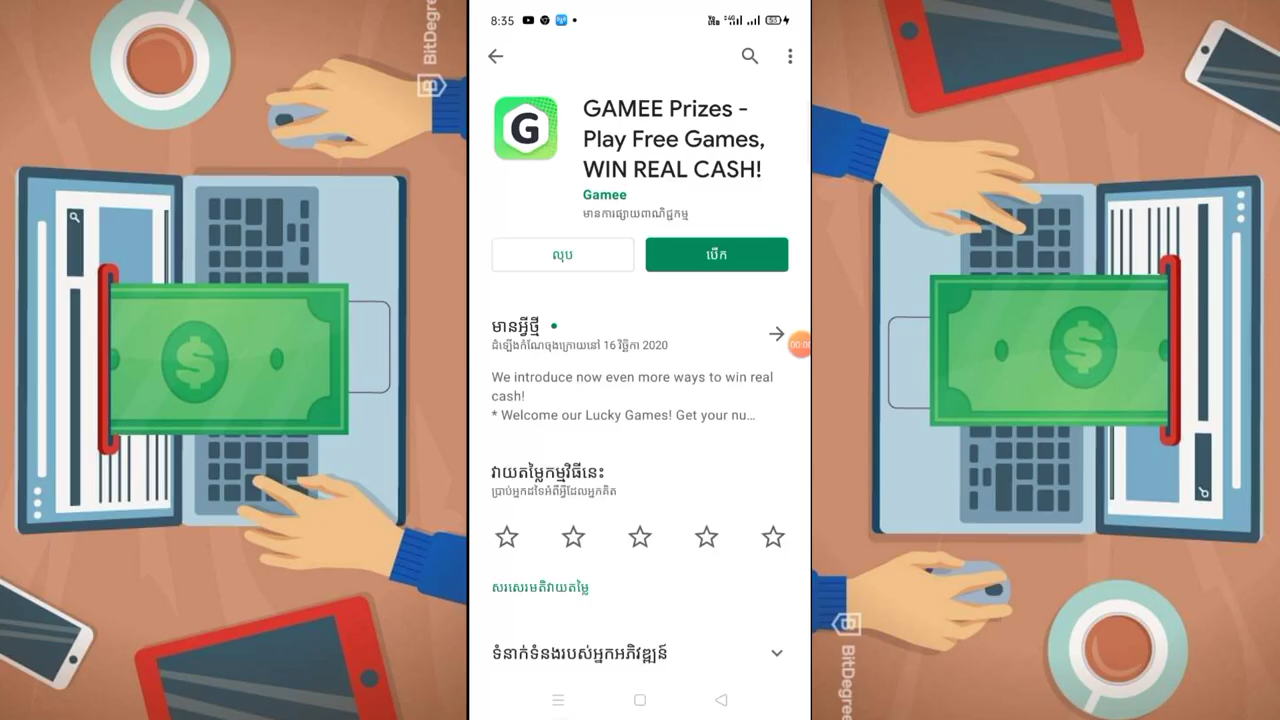 8:35
GAMEE Prizes -
Play Free Games,
WIN REAL CASH!
Gamee
មានការផ្សាយពាណិជ្ជកម្ម
លុប
បើក
មានអ្វីថ្មី
ដំឡើងកំណែចុងក្រោយនៅ 16 វិច្ឆិកា 2020
We introduce now even more ways to win real
cash!
* Welcome our Lucky Games! Get your nu...
វាយតម្លៃកម្មវិធីនេះ
ប្រាប់អ្នកដទៃអំពីអ្វីដែលអ្នកគិត
សរសេរមតិវាយតម្លៃ
ទំនាក់ទំនងរបស់អ្នកអភិវឌ្ឍន៍
BitDegree
BitDegree